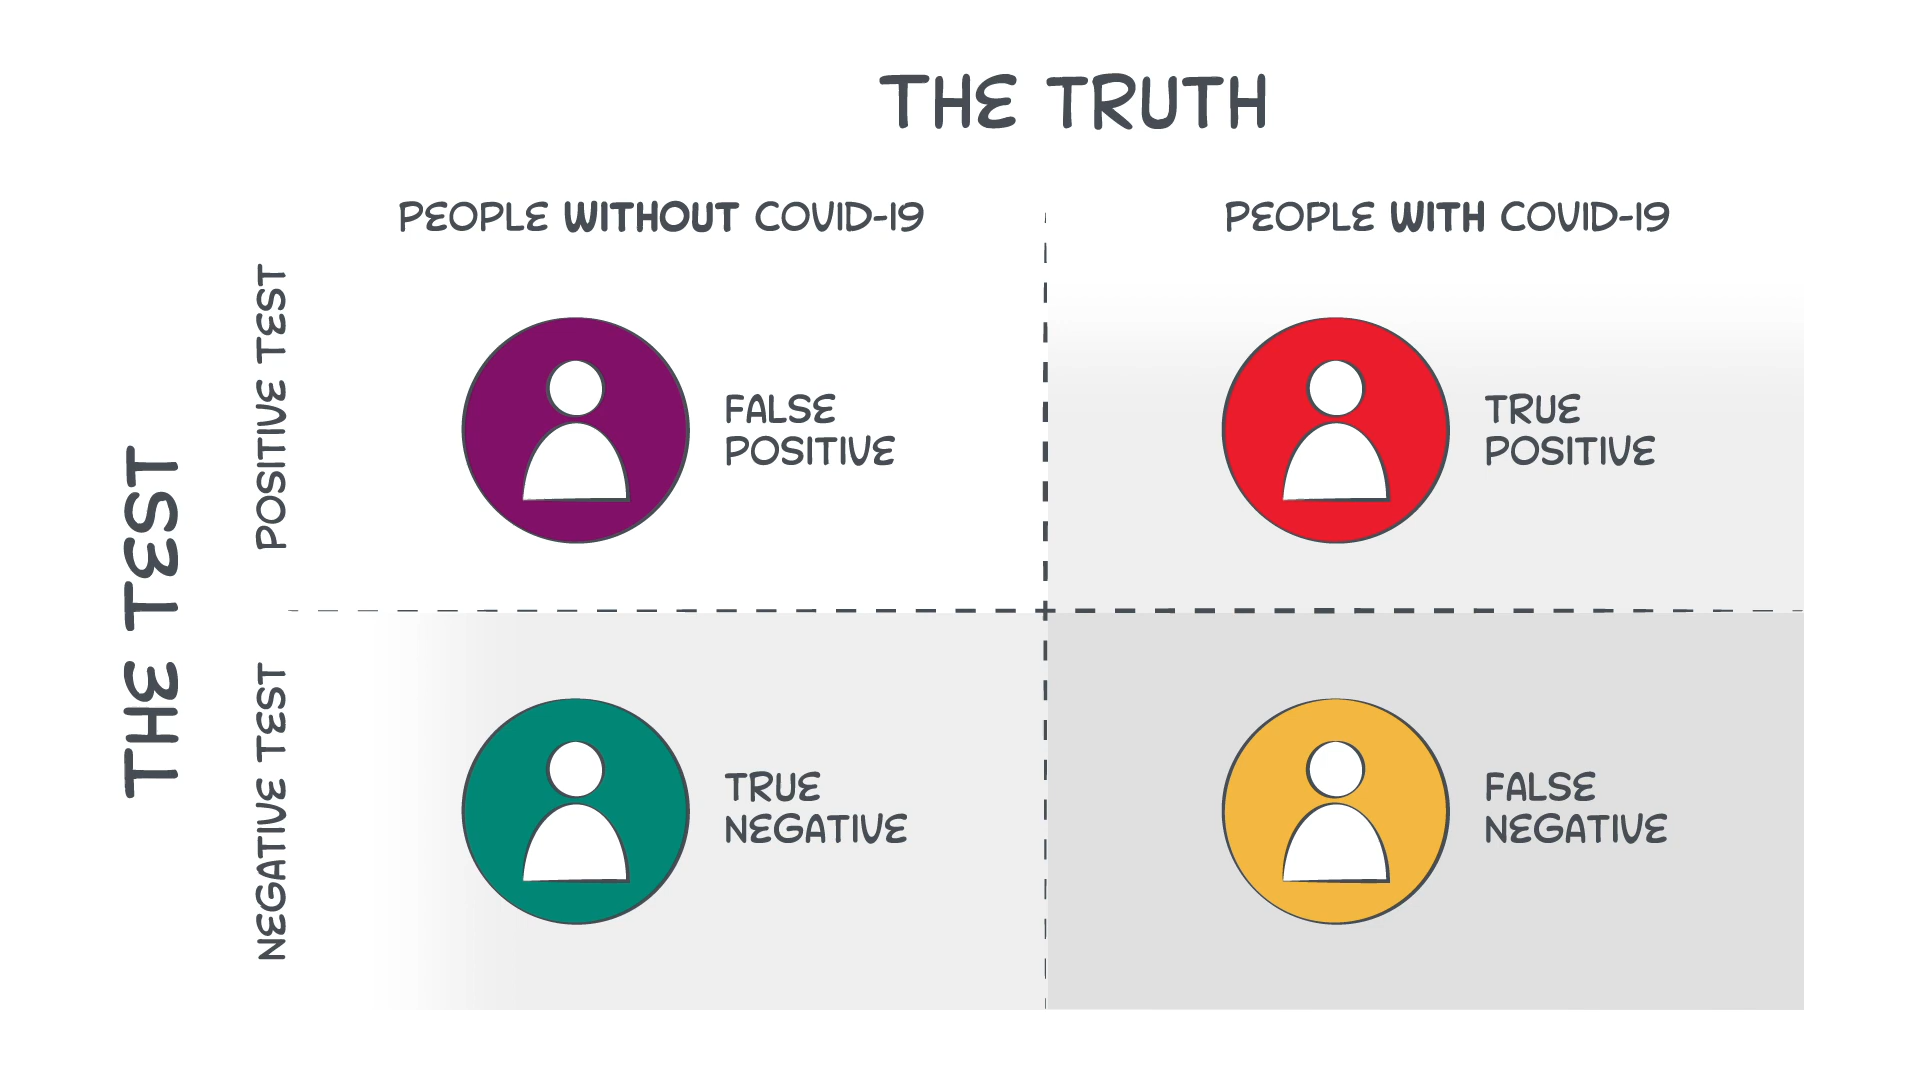 THE TRUTH
PEOPLE WITHOUT COVID-19
PEOPLE WITH COVID-19
THE TEST
POSITIVE TEST
FALSE
POSITIVE
TRUE
POSITIVE
NEGATIVE TEST
TRUE
NEGATIVE
FALSE
NEGATIVE